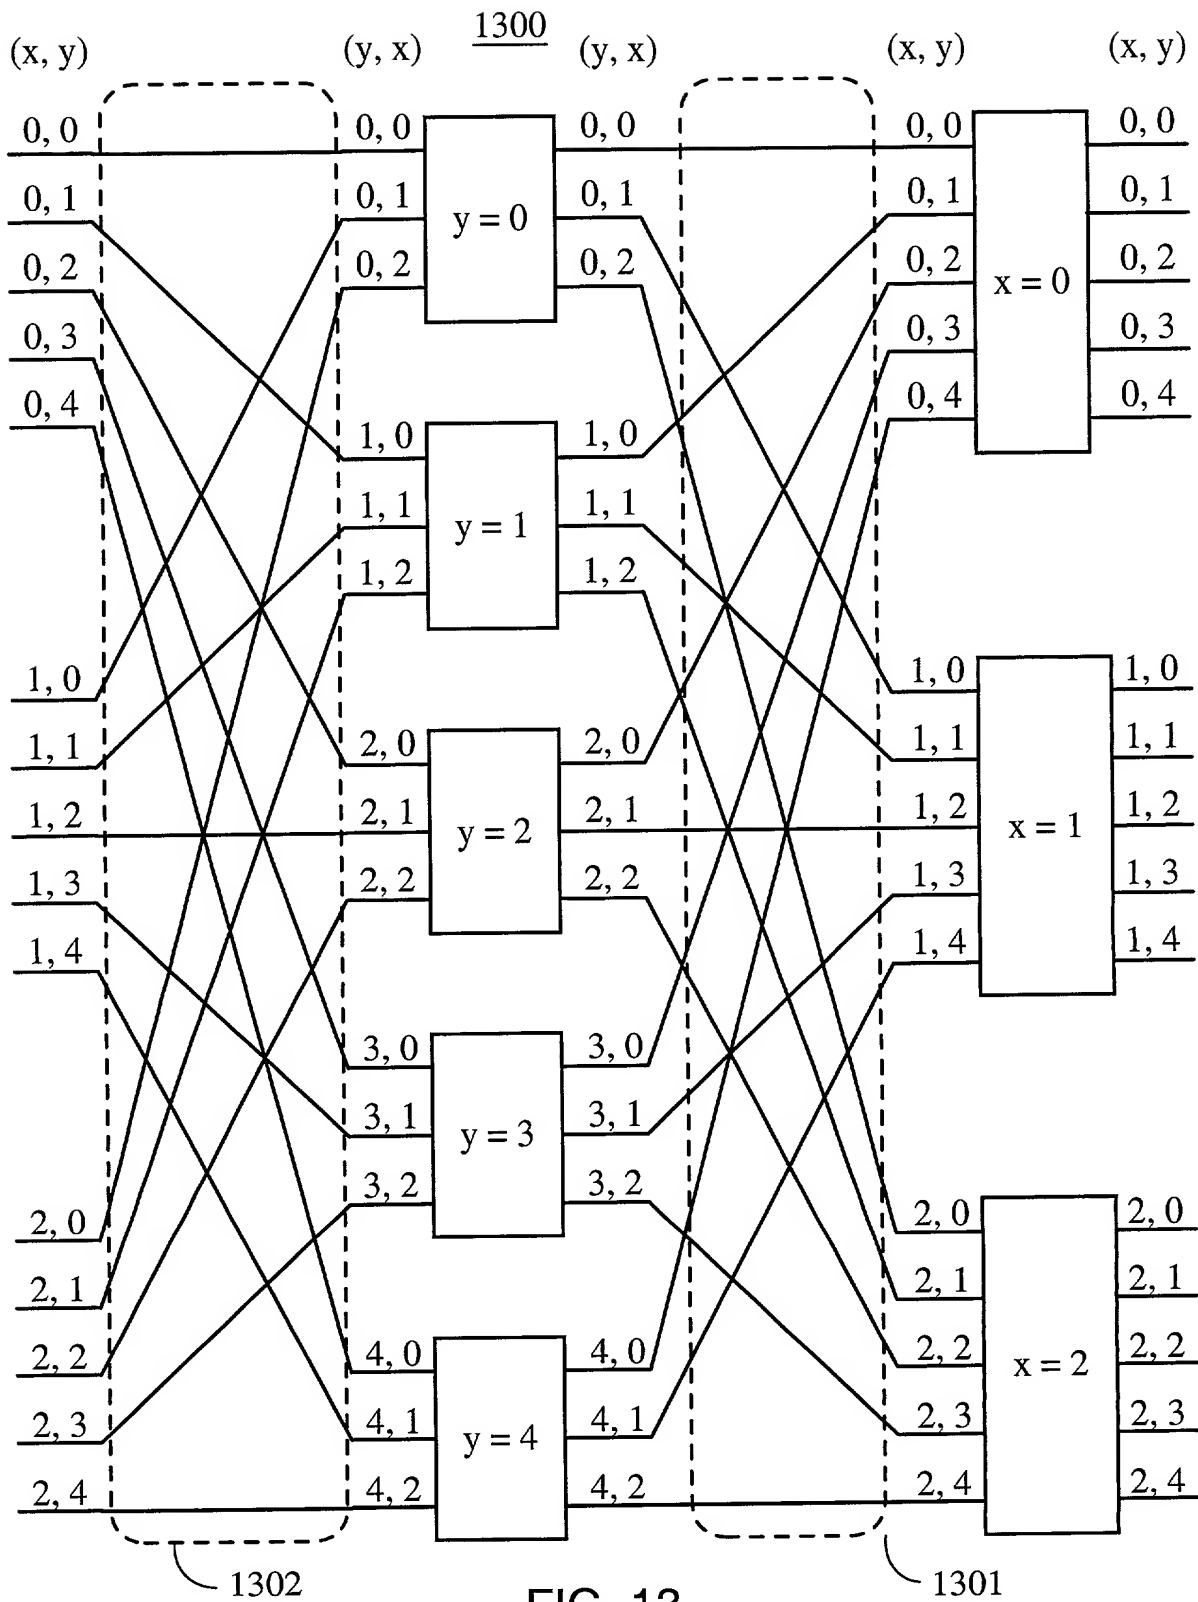 1300
(x, y) (y, x) (y, x) (x, y) (x, y)
0, 0 0, 0 0, 0 0, 0 0, 0
0, 1 0, 1 y = 0 0, 1 0, 1 0, 1
0, 2 0, 2 0, 2 0, 2 x = 0 0, 2
0, 3 0, 3 0, 3
0, 4 1, 0 1, 0 0, 4 0, 4
1, 1 y = 1 1, 1
1, 2 1, 2
1, 0 1, 0 1, 0
1, 1 2, 0 2, 0 1, 1 1, 1
1, 2 2, 1 y = 2 2, 1 1, 2 x = 1 1, 2
1, 3 2, 2 2, 2 1, 3 1, 3
1, 4 1, 4 1, 4
3, 0 3, 0
3, 1 y = 3 3, 1
3, 2 3, 2
2, 0 2, 0 2, 0
2, 1 2, 1 2, 1
2, 2 4, 0 4, 0 2, 2 x = 2 2, 2
2, 3 4, 1 y = 4 4, 1 2, 3 2, 3
2, 4 4, 2 4, 2 2, 4 2, 4
1302 1301